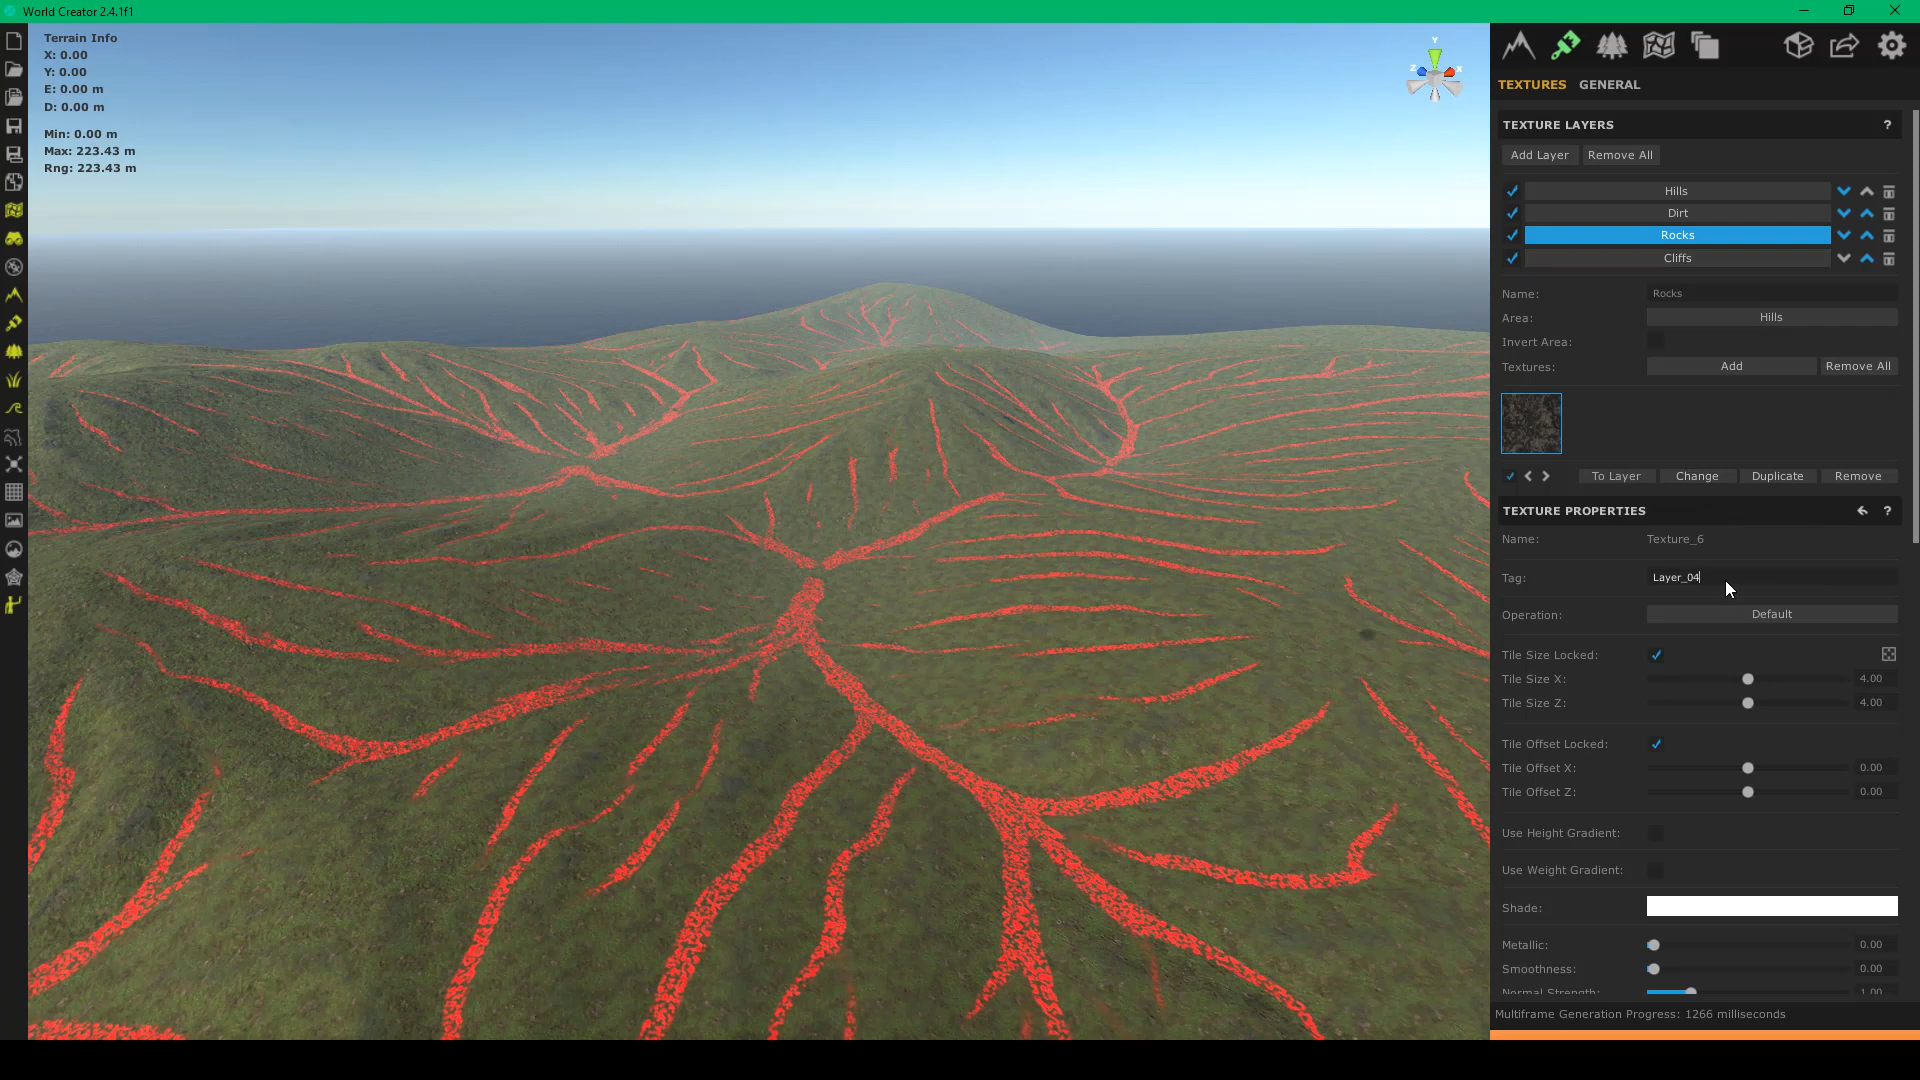 World Creator 2.4.1f1
Terrain Info
X: 0.00
Y: 0.00
E: 0.00 m
D: 0.00 m
Min: 0.00 m
Max: 223.43 m
Rng: 223.43 m
Y
Z
X
TEXTURES GENERAL
TEXTURE LAYERS ?
Add Layer Remove All
Hills
Dirt
Rocks
Cliffs
Name: Rocks
Area: Hills
Invert Area:
Textures: Add Remove All
To Layer Change Duplicate Remove
TEXTURE PROPERTIES ?
Name: Texture_6
Tag: Layer_04
Operation: Default
Tile Size Locked:
Tile Size X: 4.00
Tile Size Z: 4.00
Tile Offset Locked:
Tile Offset X: 0.00
Tile Offset Z: 0.00
Use Height Gradient:
Use Weight Gradient:
Shade:
Metallic: 0.00
Smoothness: 0.00
Normal Strength: 1.00
Multiframe Generation Progress: 1266 milliseconds